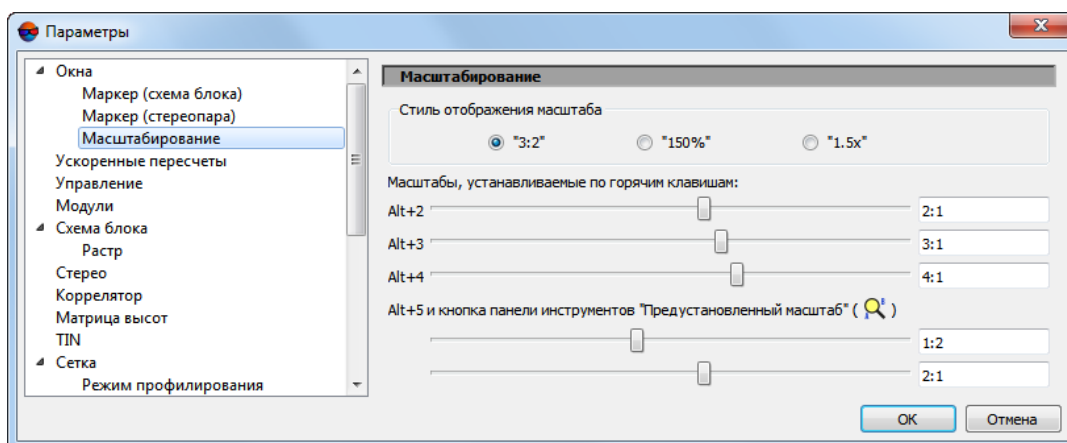 Параметры
Окна
Маркер (схема блока)
Маркер (стереопара)
Масштабирование
Ускоренные пересчеты
Управление
Модули
Схема блока
Растр
Стерео
Коррелятор
Матрица высот
TIN
Сетка
Режим профилирования
Масштабирование
Стиль отображения масштаба
"3:2" "150%" "1.5x"
Масштабы, устанавливаемые по горячим клавишам:
Alt+2 2:1
Alt+3 3:1
Alt+4 4:1
Alt+5 и кнопка панели инструментов "Предустановленный масштаб" ( )
1:2
2:1
OK Отмена